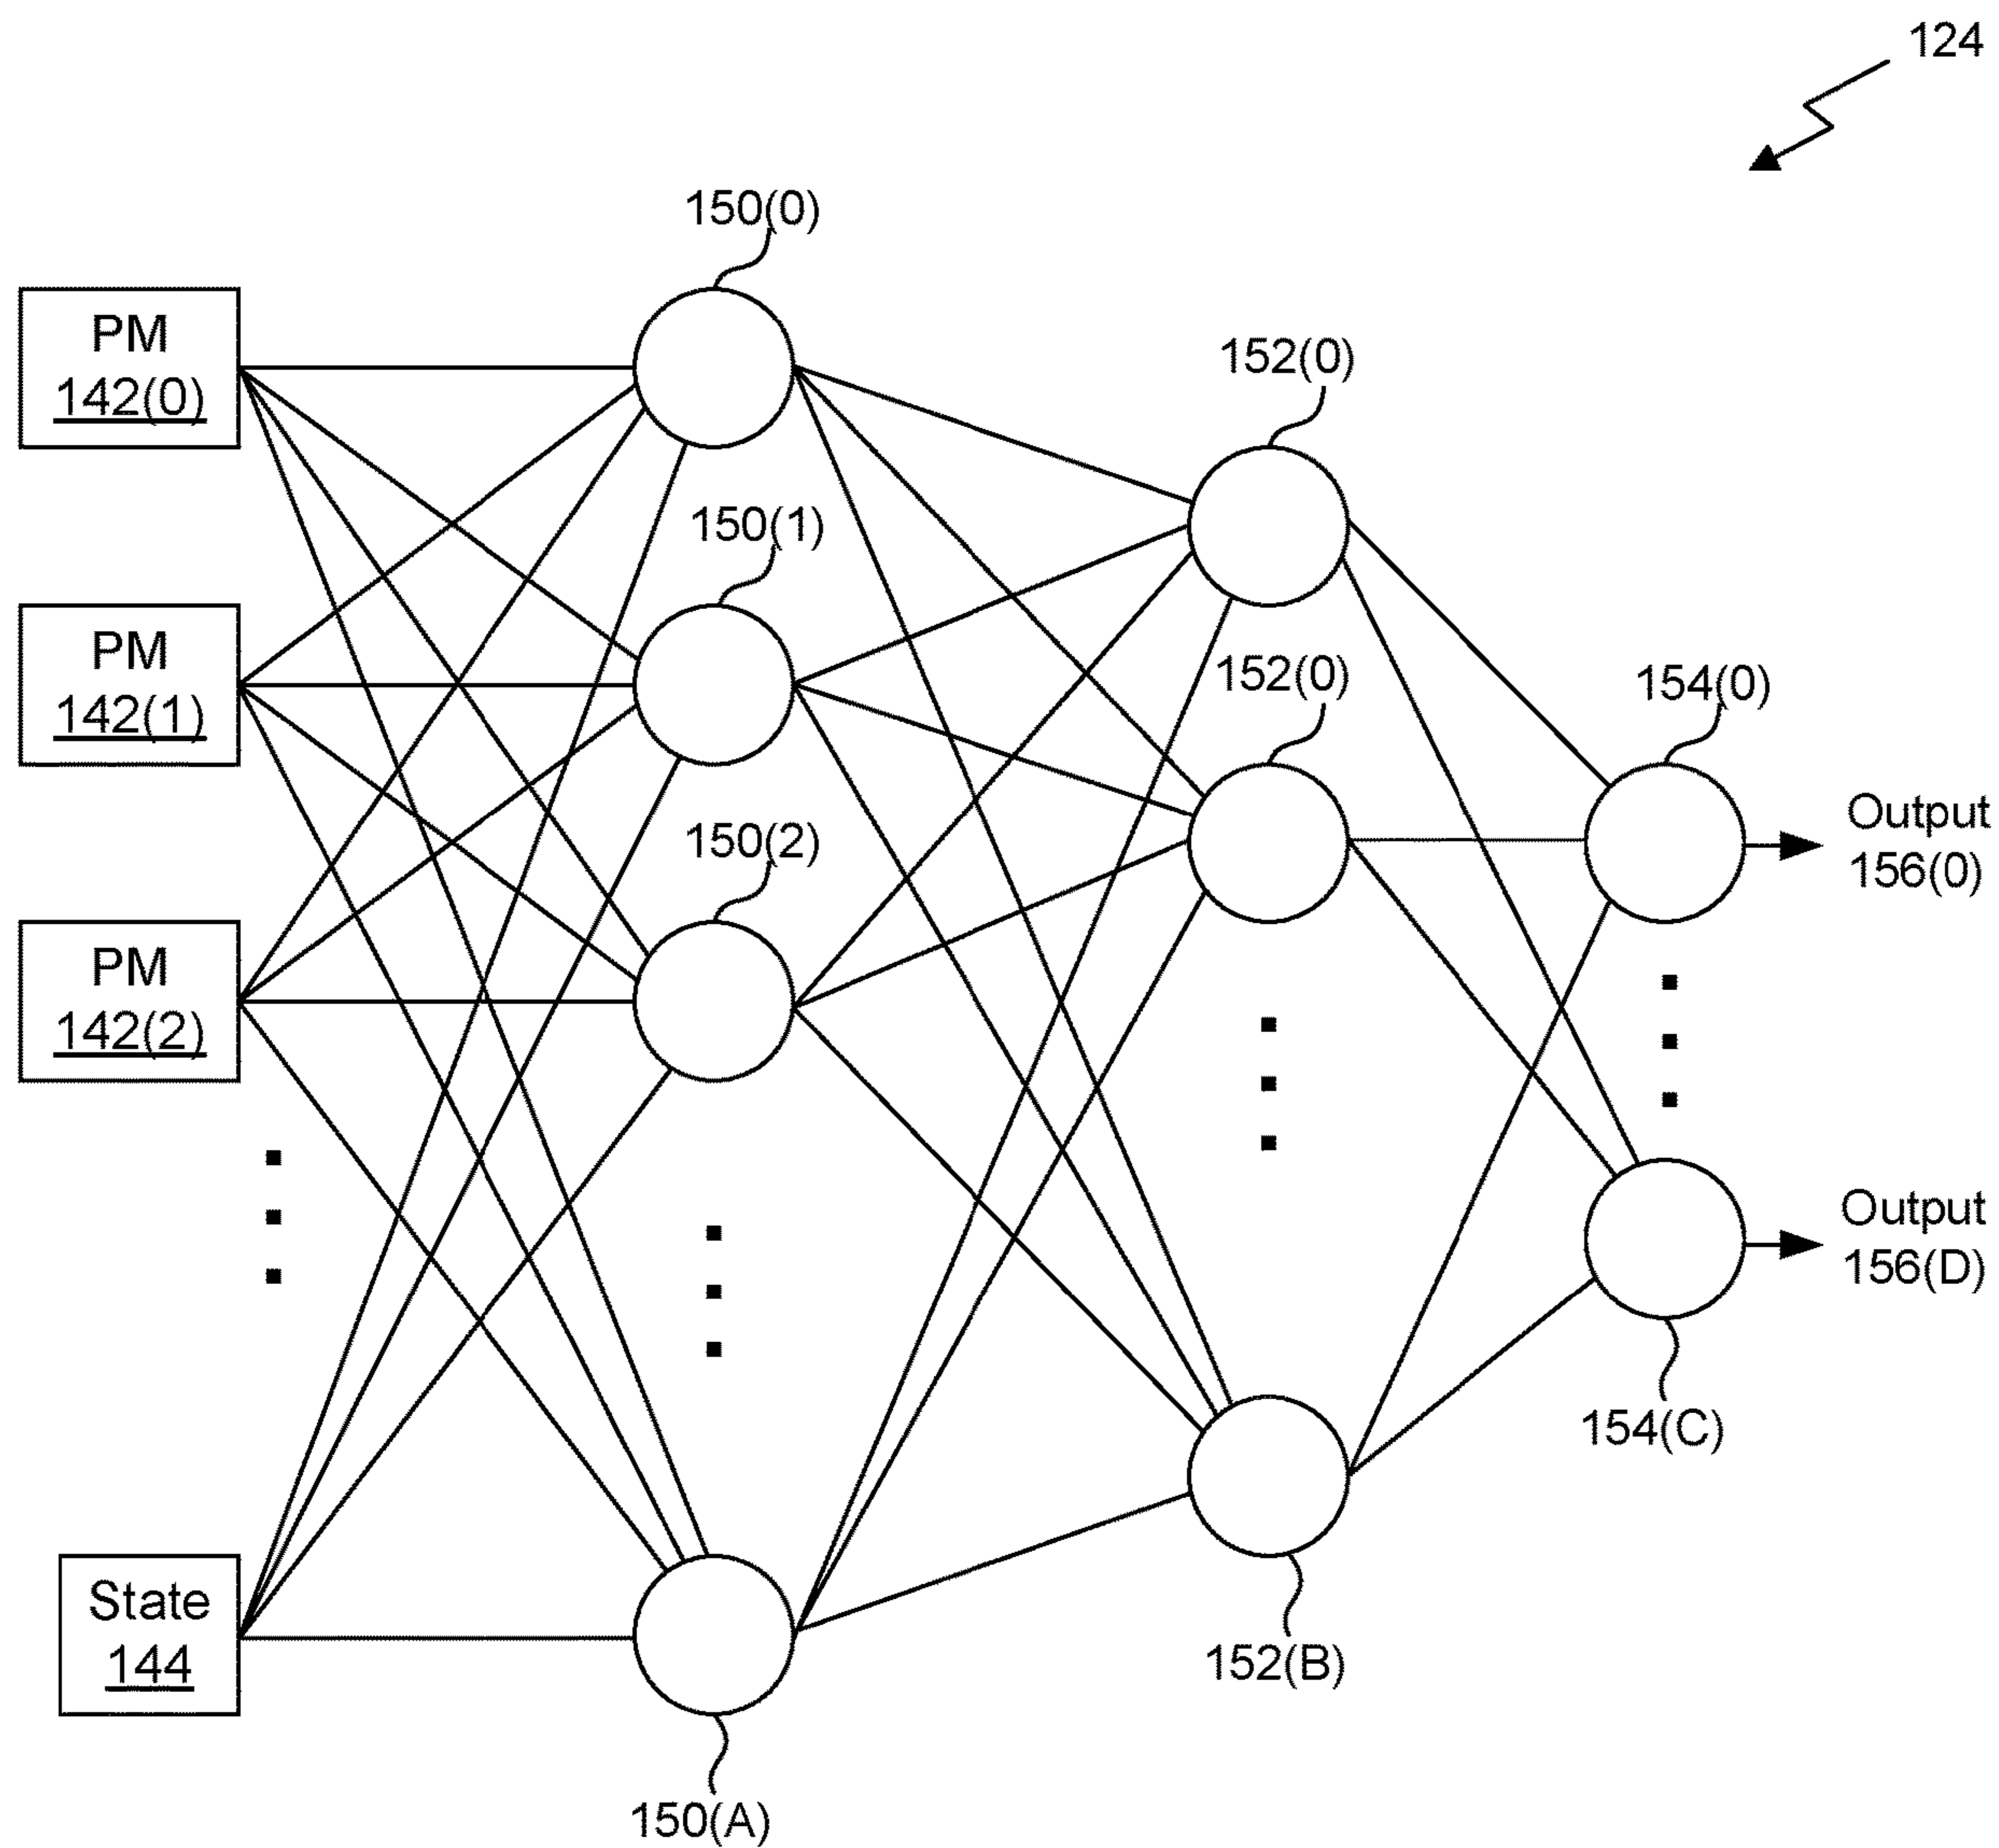 124
150(0)
PM
142(0)
152(0)
150(1)
PM
142(1)
152(0)
154(0)
Output
156(0)
150(2)
PM
142(2)
Output
156(D)
154(C)
State
144
152(B)
150(A)